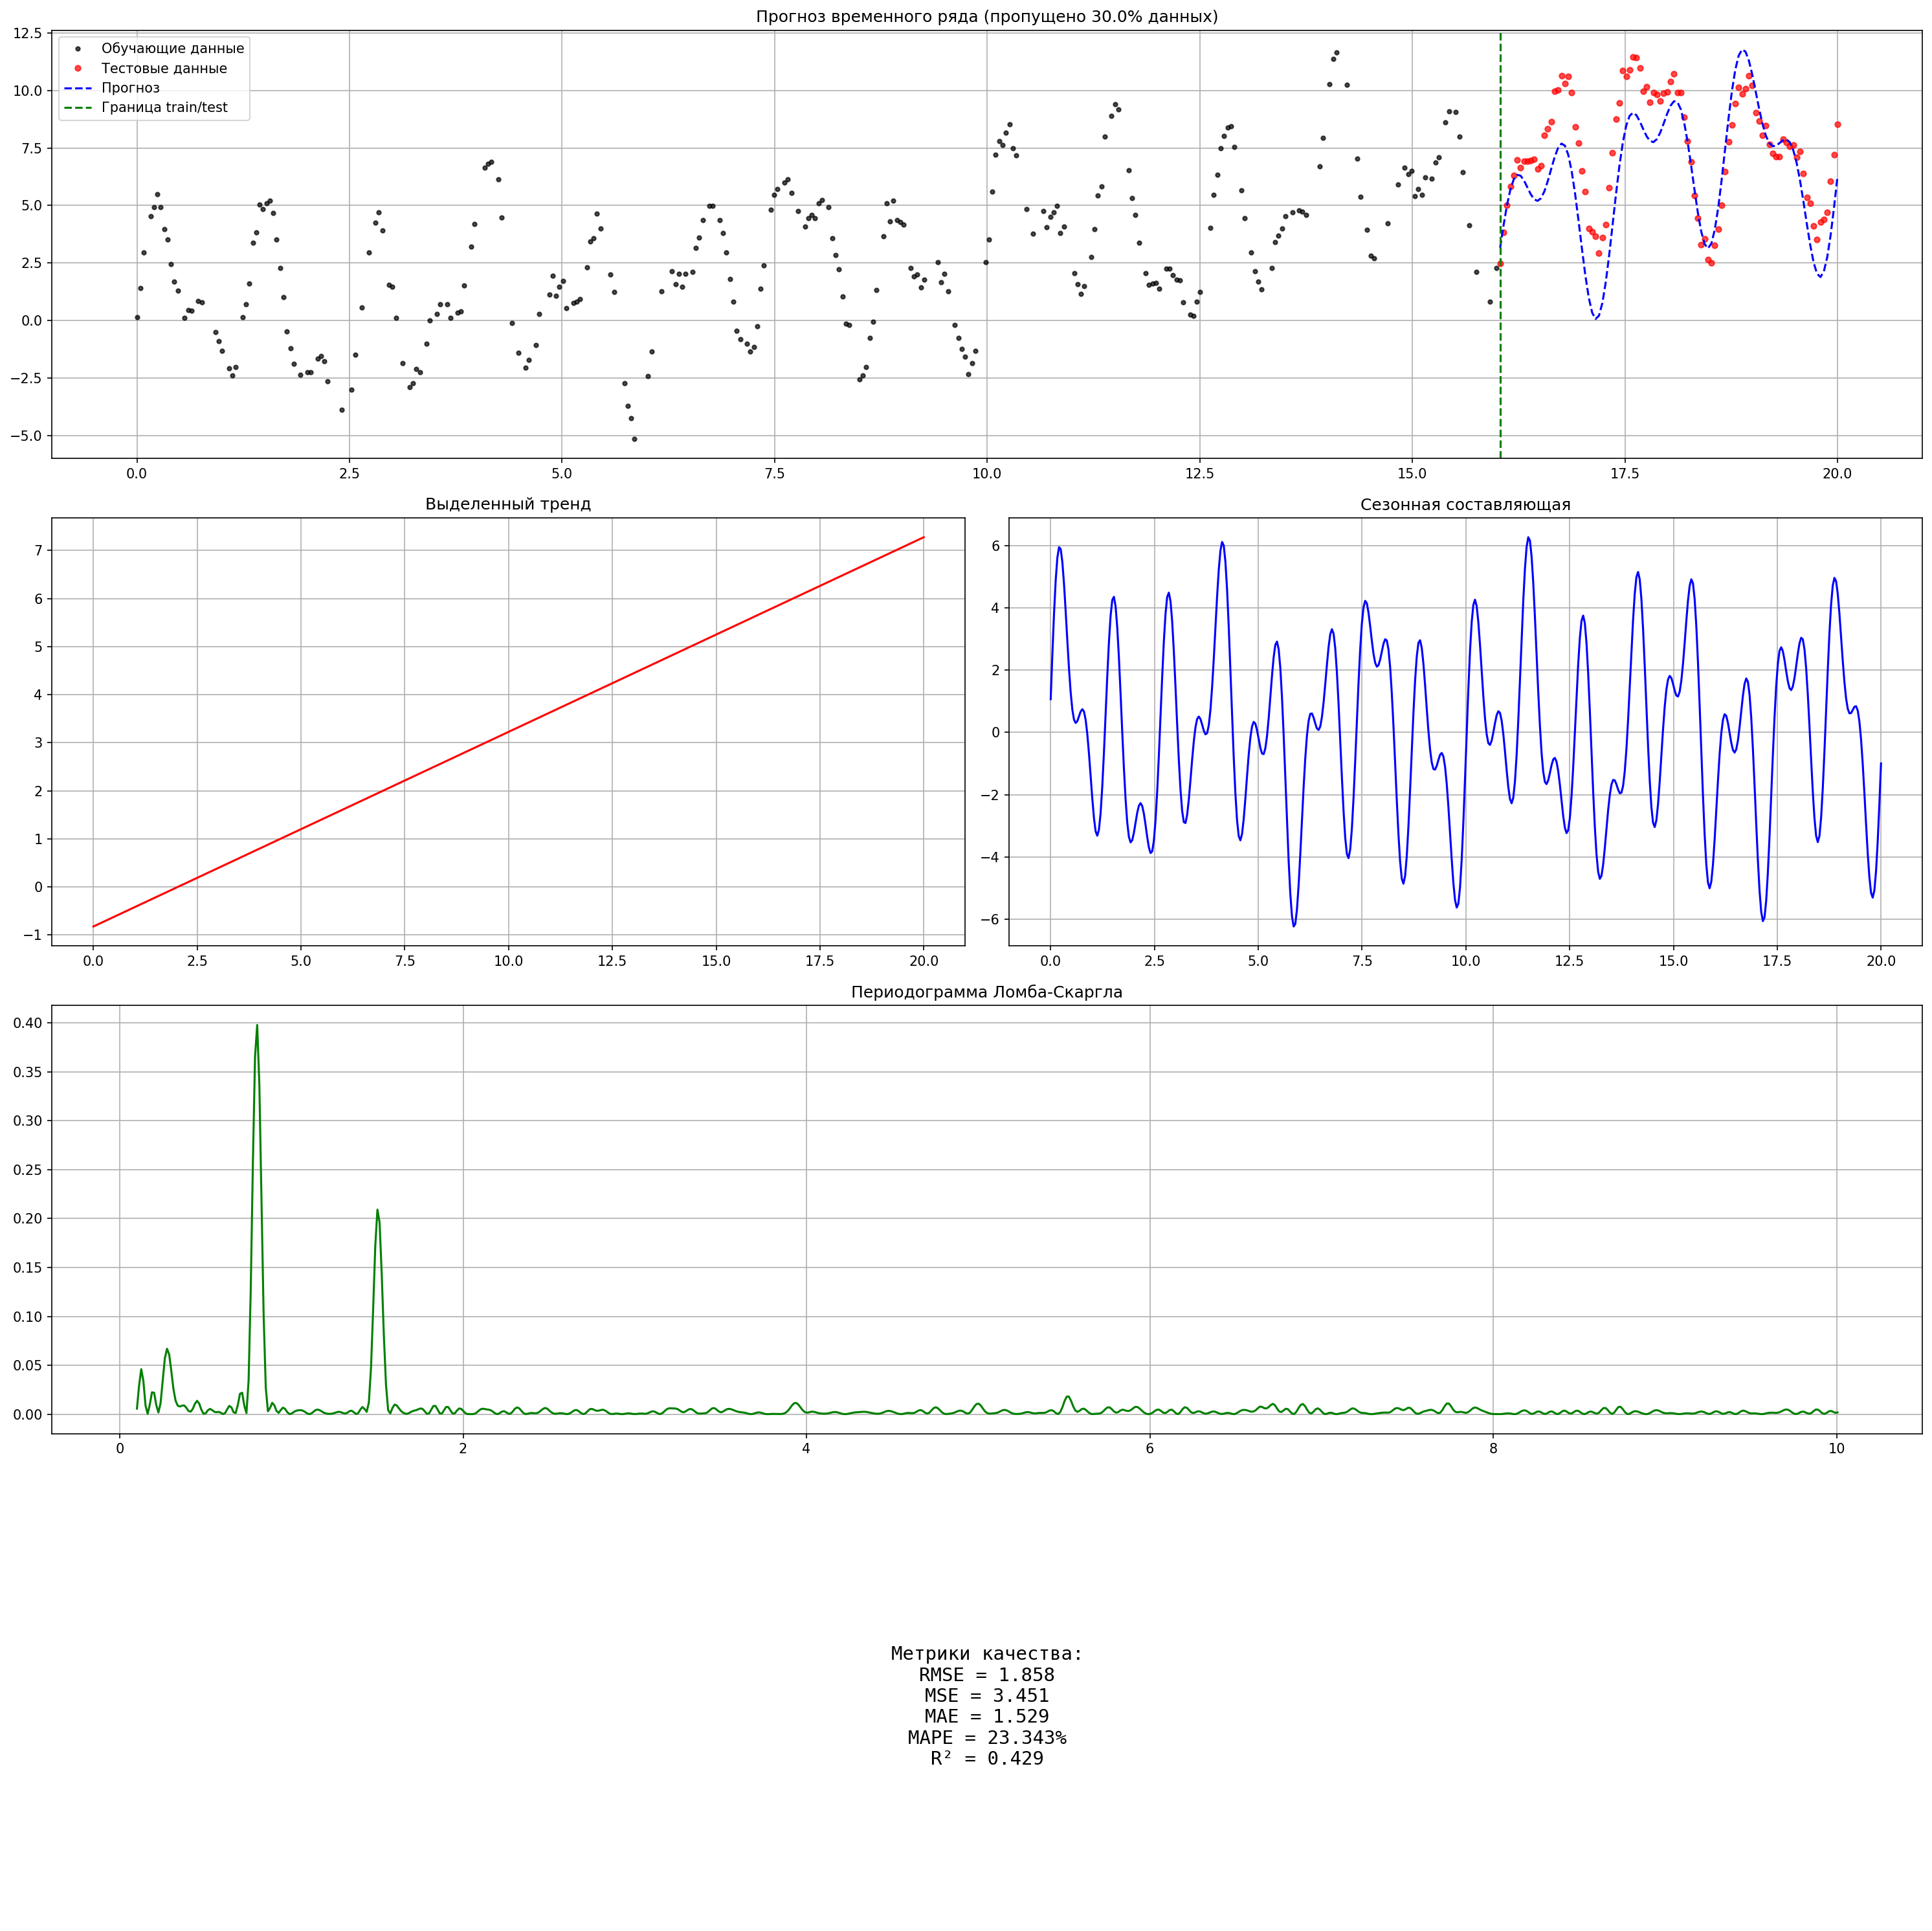 Прогноз временного ряда (пропущено 30.0% данных)
Обучающие данные
Тестовые данные
Прогноз
Граница train/test
12.5
10.0
7.5
5.0
2.5
0.0
−2.5
−5.0
0.0 2.5 5.0 7.5 10.0 12.5 15.0 17.5 20.0
Выделенный тренд
7
6
5
4
3
2
1
0
−1
0.0 2.5 5.0 7.5 10.0 12.5 15.0 17.5 20.0
Сезонная составляющая
6
4
2
0
−2
−4
−6
0.0 2.5 5.0 7.5 10.0 12.5 15.0 17.5 20.0
Периодограмма Ломба-Скаргла
0.40
0.35
0.30
0.25
0.20
0.15
0.10
0.05
0.00
0 2 4 6 8 10
Метрики качества:
RMSE = 1.858
MSE = 3.451
MAE = 1.529
MAPE = 23.343%
R² = 0.429